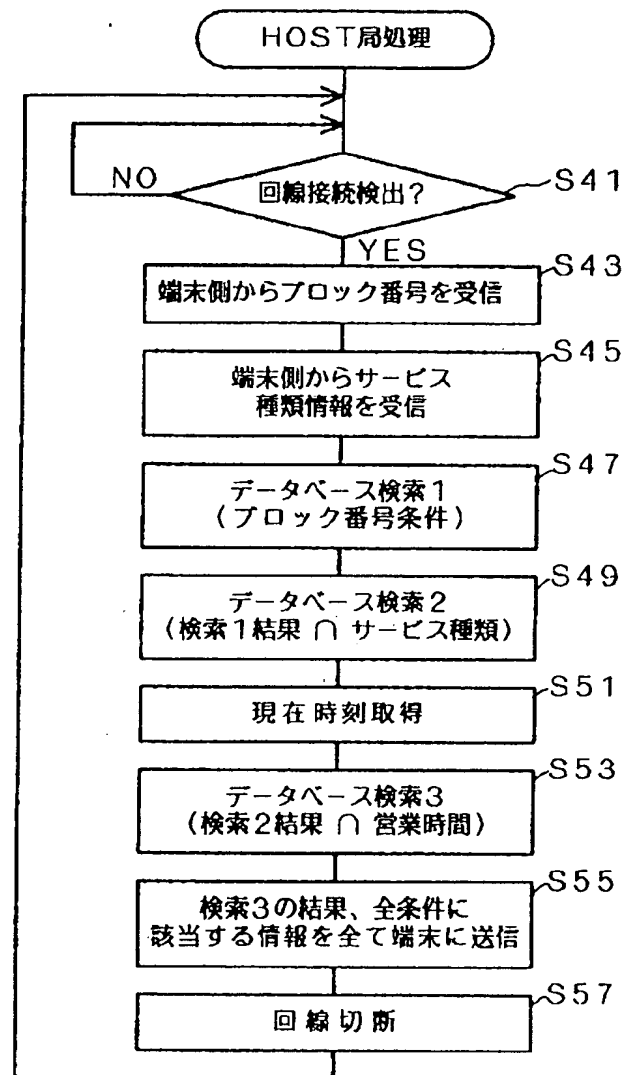 HOST局処理
NO
回線接続検出?
S41
YES
S43
端末側からブロック番号を受信
S45
端末側からサービス
種類情報を受信
S47
データベース検索1
(ブロック番号条件)
S49
データベース検索2
(検索1結果 ∩ サービス種類)
S51
現在時刻取得
S53
データベース検索3
(検索2結果 ∩ 営業時間)
S55
検索3の結果、全条件に
該当する情報を全て端末に送信
S57
回線切断